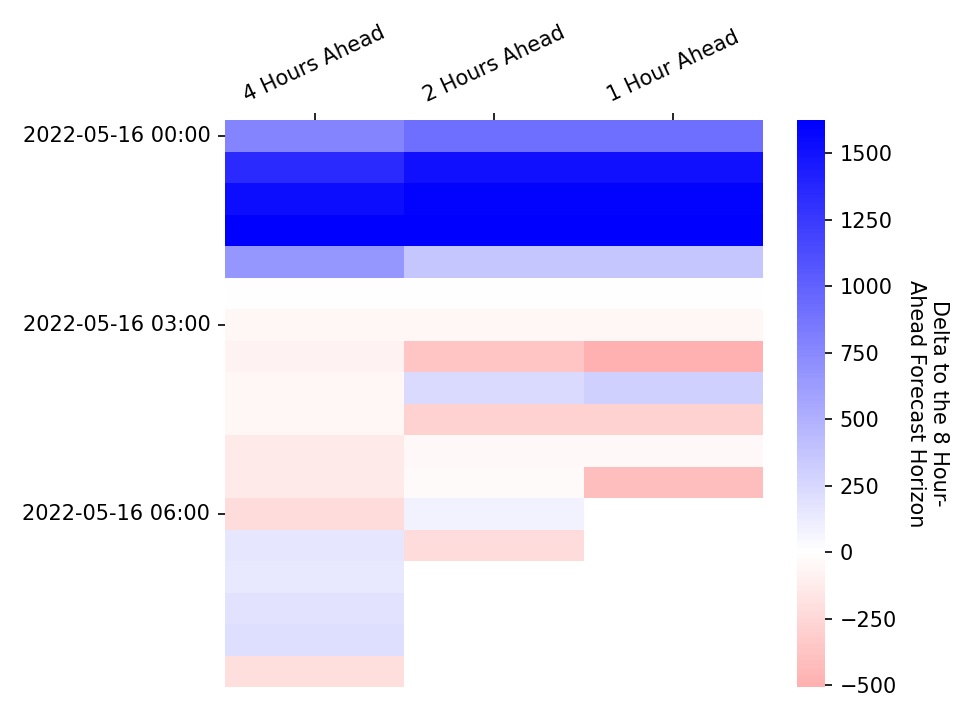 4 Hours Ahead
2 Hours Ahead
1 Hour Ahead
2022-05-16 00:00
2022-05-16 03:00
2022-05-16 06:00
1500
1250
1000
750
500
250
0
−250
−500
Delta to the 8 Hour-
Ahead Forecast Horizon